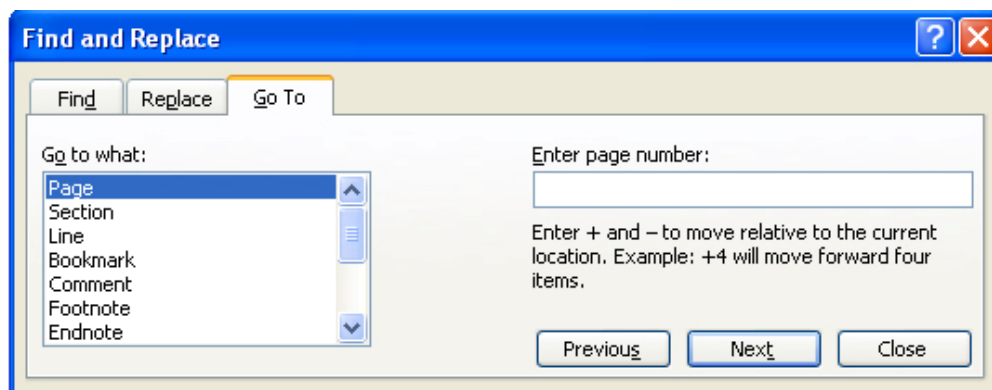 Find and Replace
Find Replace Go To
Go to what:
Page
Section
Line
Bookmark
Comment
Footnote
Endnote
Enter page number:
Enter + and – to move relative to the current
location. Example: +4 will move forward four
items.
Previous Next Close